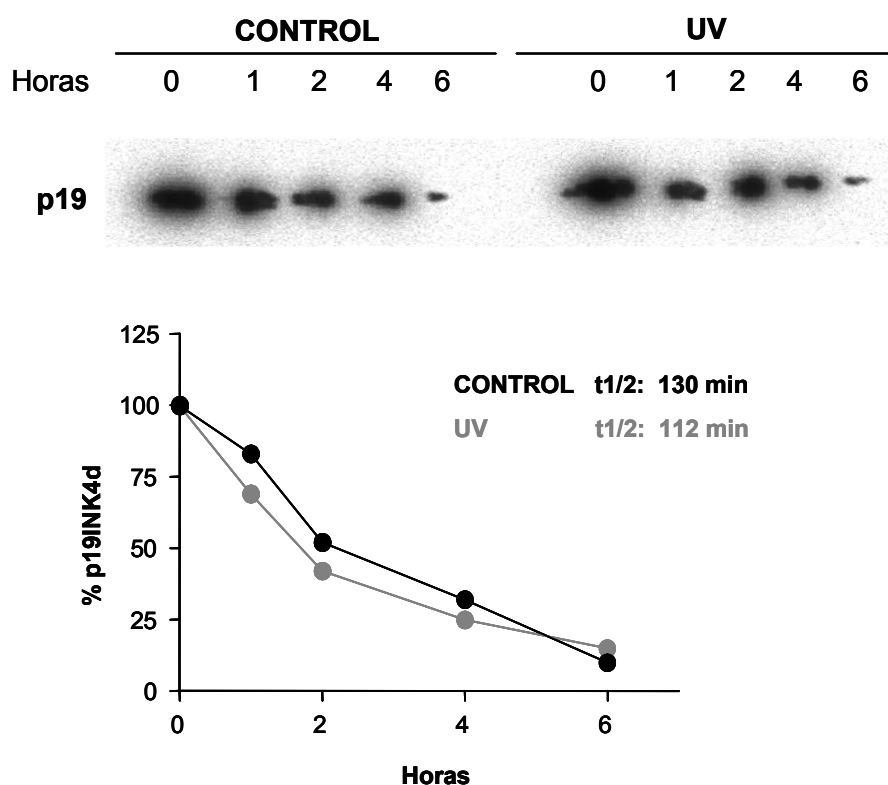 CONTROL UV
Horas 0 1 2 4 6 0 1 2 4 6
p19
125
100
75
50
25
0
% p19INK4d
CONTROL t1/2: 130 min
UV t1/2: 112 min
0 2 4 6
Horas